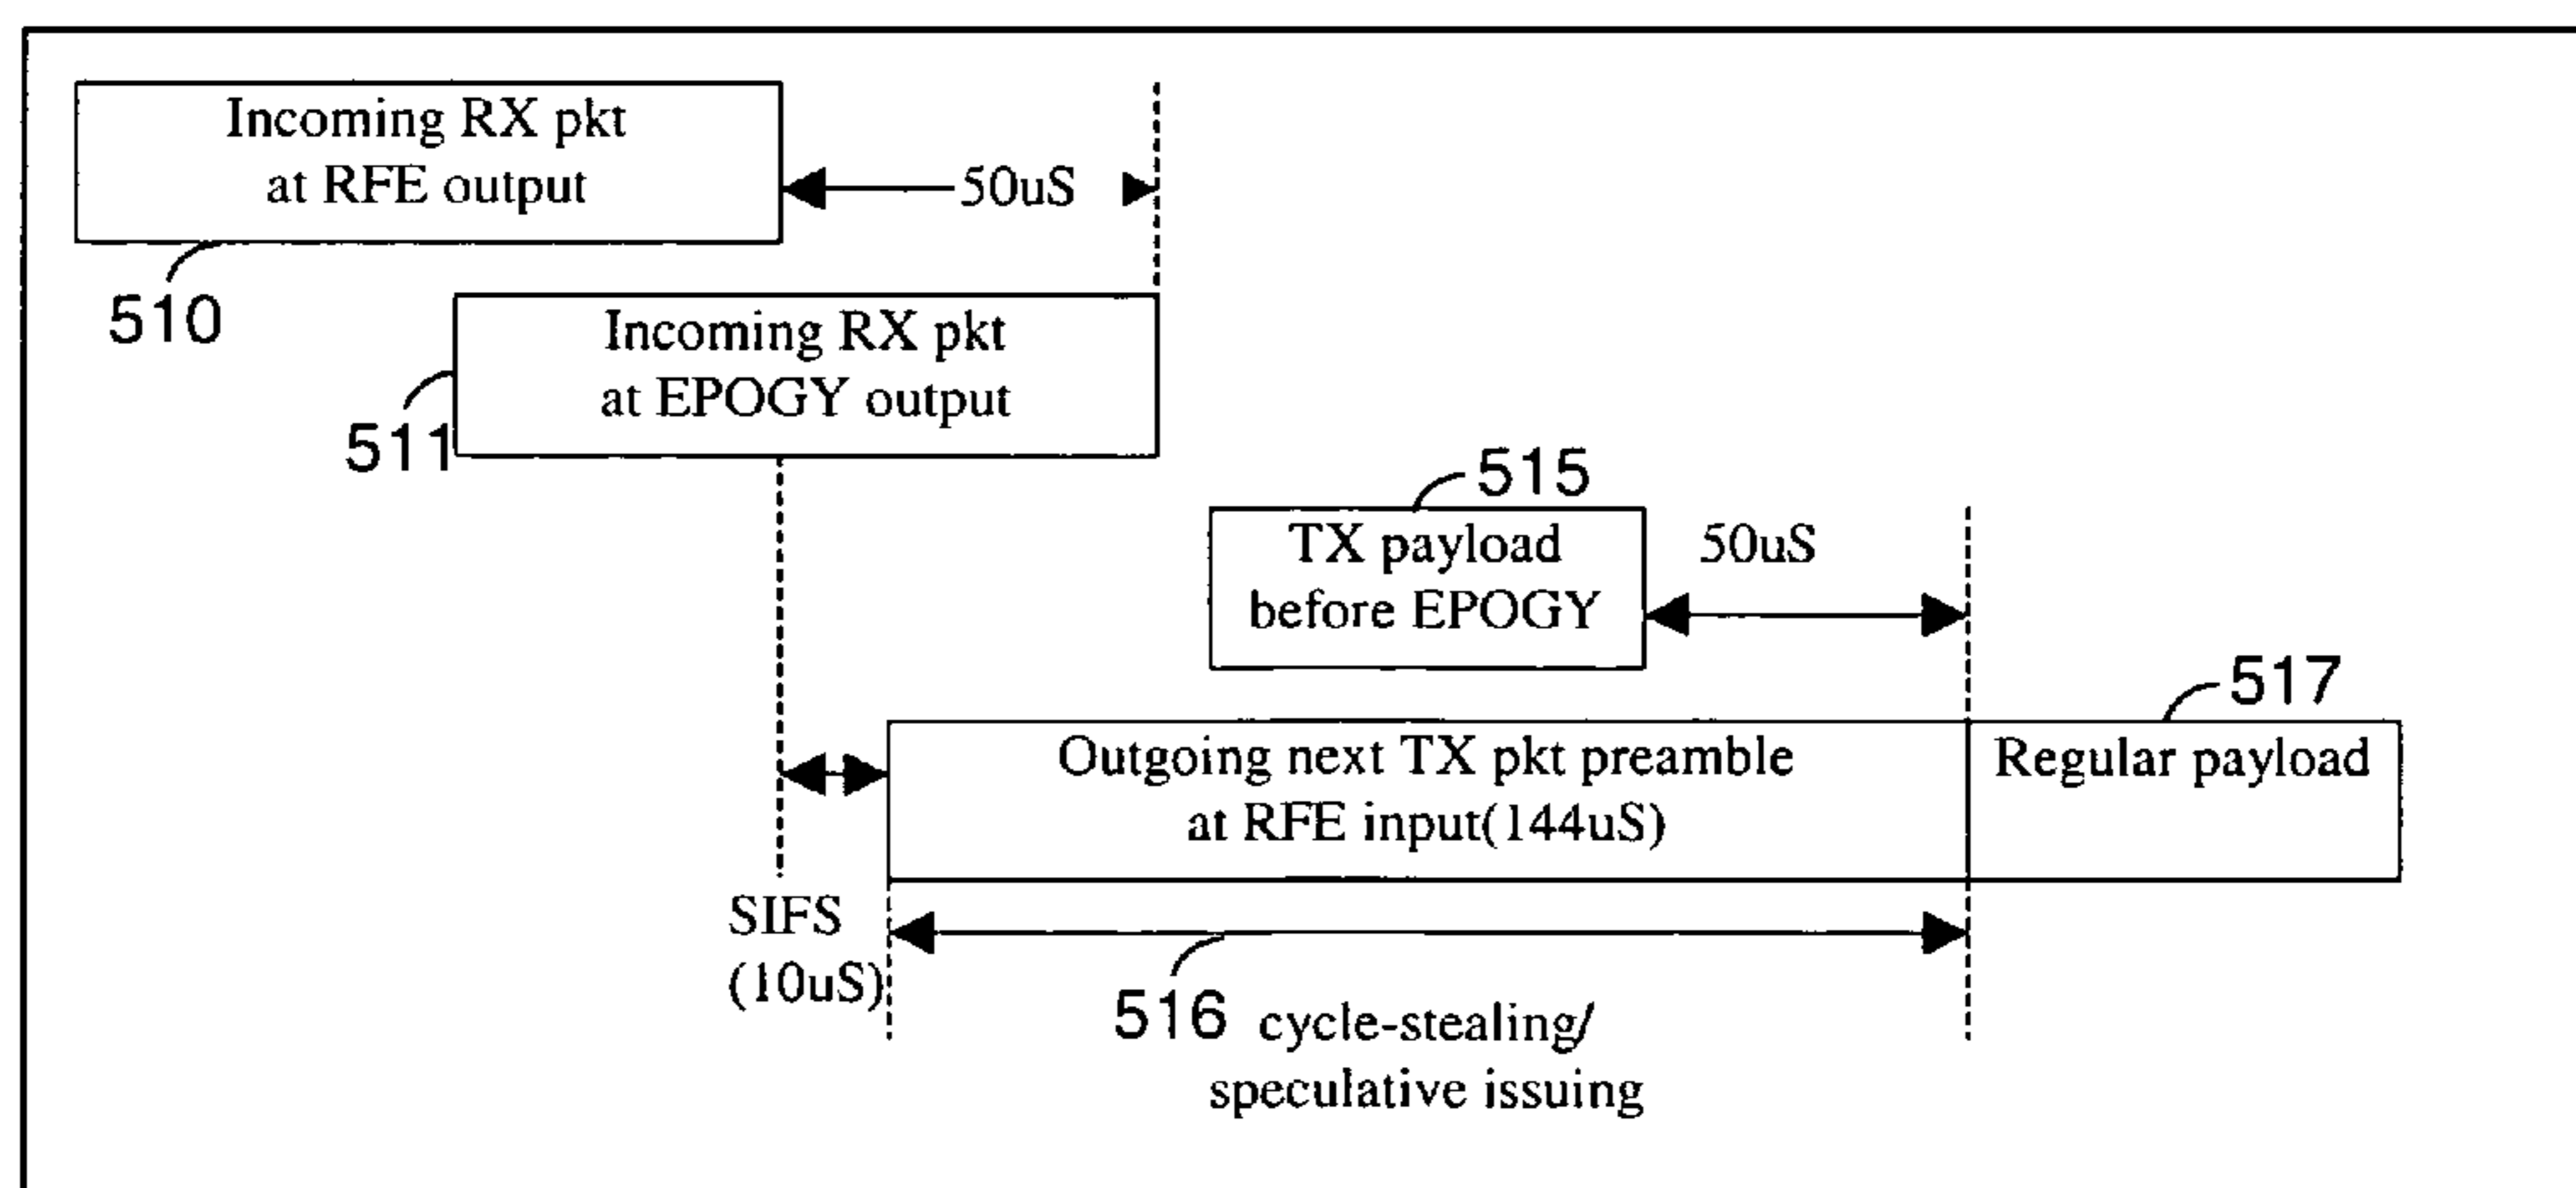 Incoming RX pkt
at RFE output
50uS
510
Incoming RX pkt
at EPOGY output
511
515
TX payload
before EPOGY
50uS
517
Outgoing next TX pkt preamble
at RFE input(144uS)
Regular payload
SIFS
(10uS)
516
cycle-stealing/
speculative issuing